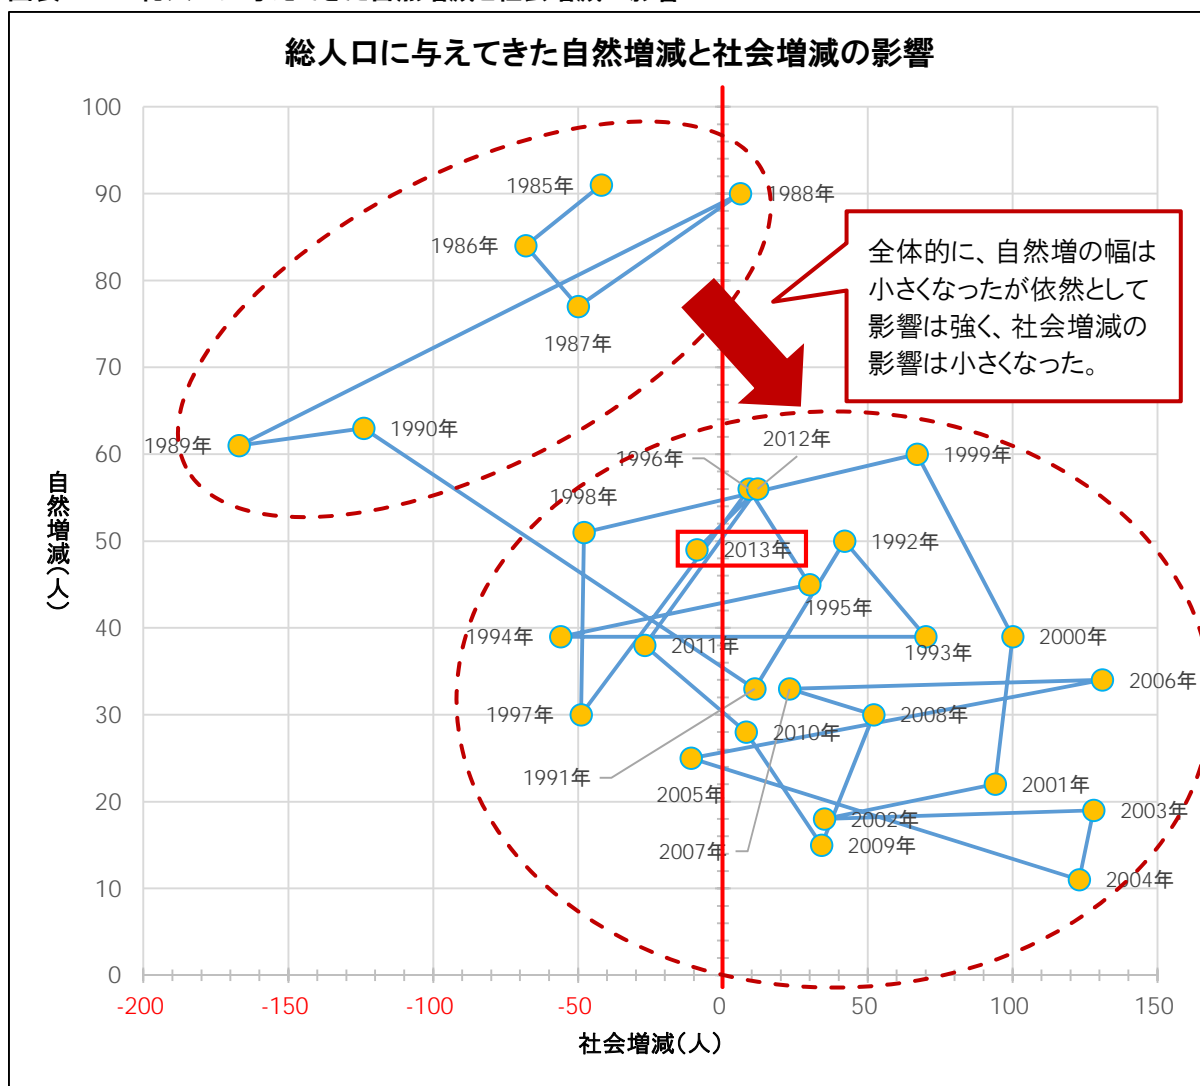 総人口に与えてきた自然増減と社会増減の影響
100
90
80
70
60
50
40
30
20
10
0
-200
-150
-100
-50
0
50
100
150
自然増減(人)
社会増減(人)
1985年
1988年
1986年
1987年
全体的に、自然増の幅は
小さくなったが依然として
影響は強く、社会増減の
影響は小さくなった。
1990年
1989年
2012年
1996年
1999年
1998年
1992年
2013年
1995年
1994年
2011年
1993年
2000年
2006年
1997年
2008年
2010年
1991年
2005年
2001年
2003年
2002年
2007年
2009年
2004年